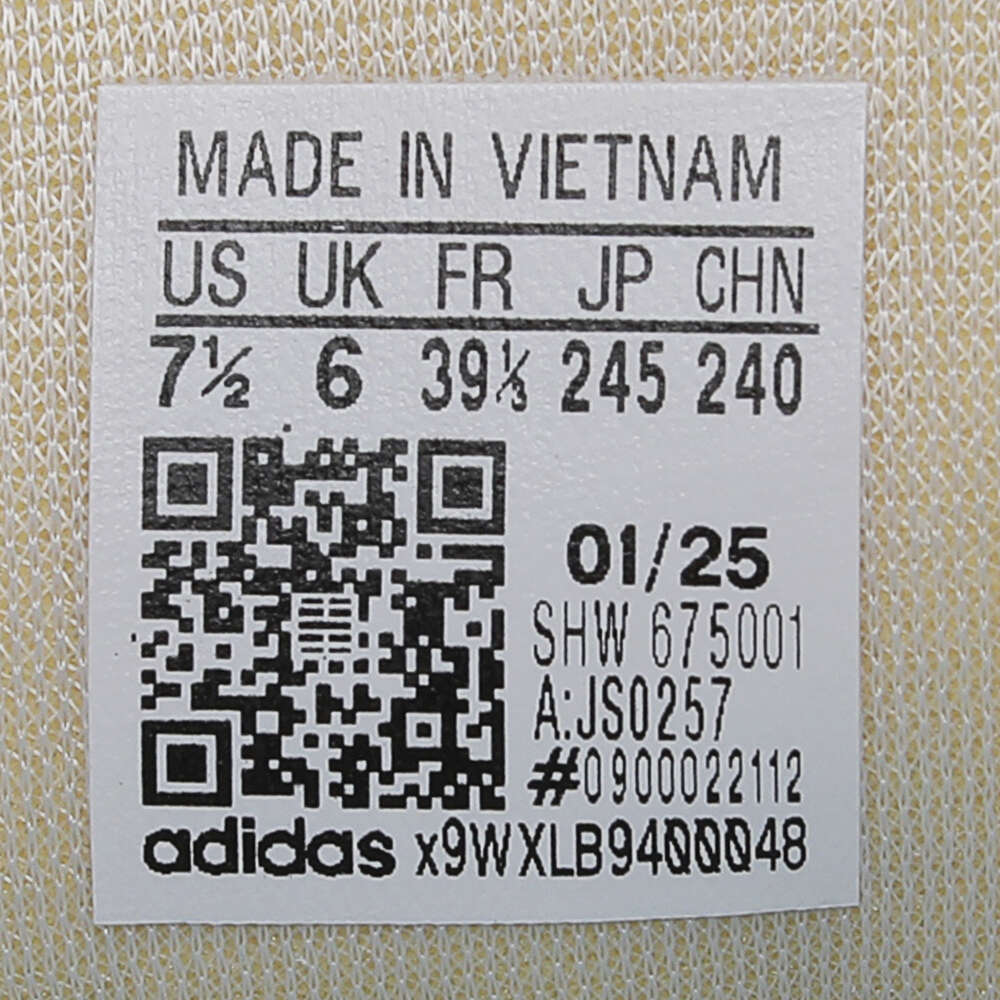 MADE IN VIETNAM
US UK FR JP CHN
7½ 6 39⅓ 245 240
01/25
SHW 675001
A:JS0257
#0900022112
adidas x9WXLB9400048